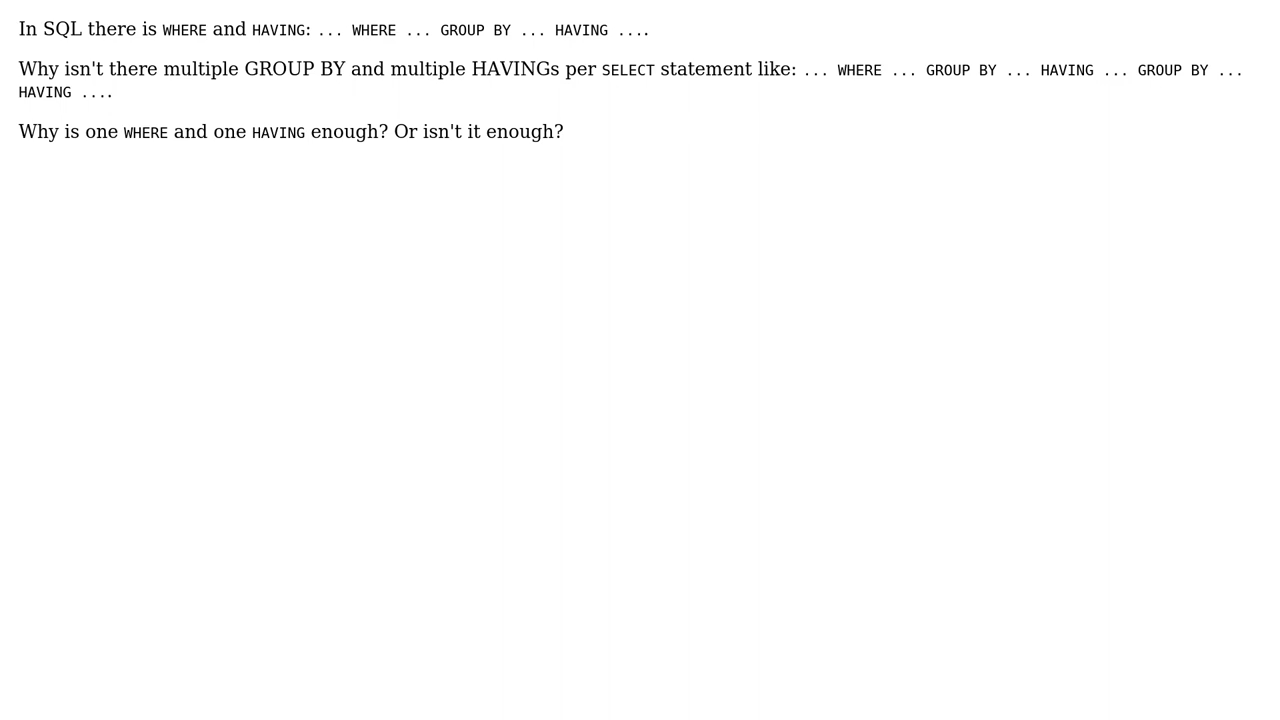 In SQL there is WHERE and HAVING: ... WHERE ... GROUP BY ... HAVING ....
Why isn't there multiple GROUP BY and multiple HAVINGs per SELECT statement like: ... WHERE ... GROUP BY ... HAVING ... GROUP BY ...
HAVING ....
Why is one WHERE and one HAVING enough? Or isn't it enough?